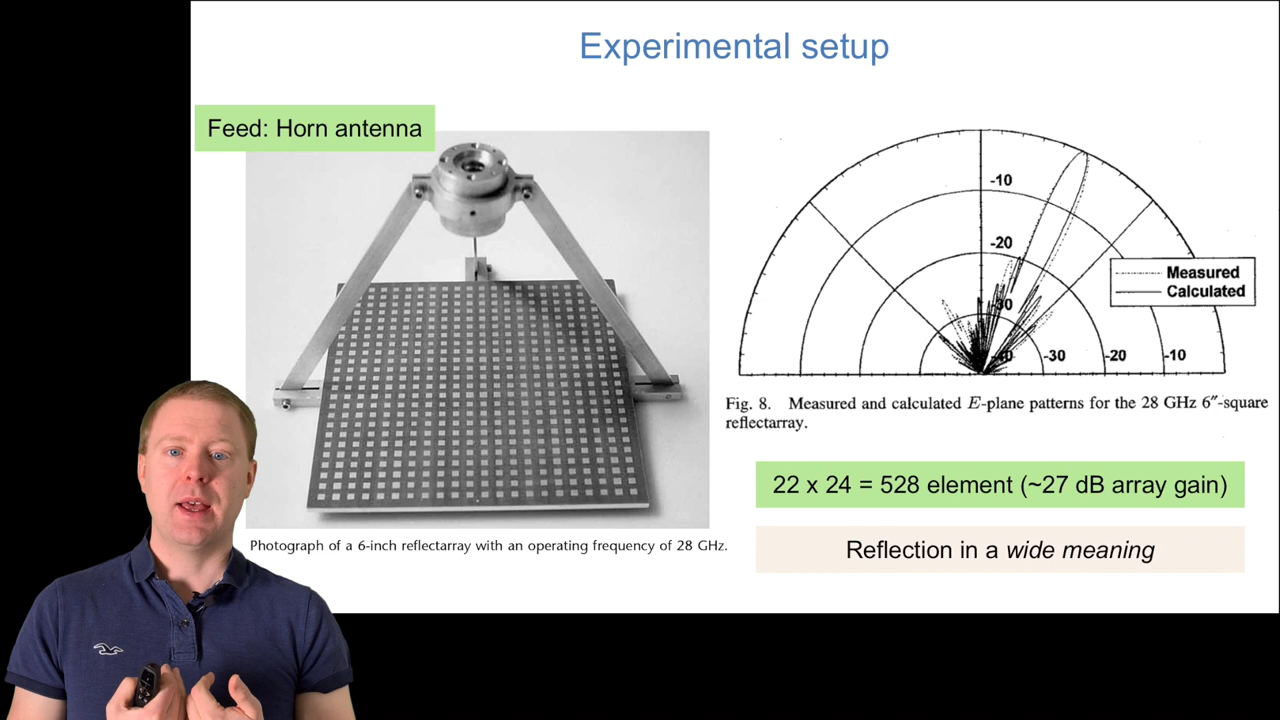 Experimental setup
Feed: Horn antenna
-10
-20
-30
-40
-30
-20
-10
Measured
Calculated
Fig. 8. Measured and calculated E-plane patterns for the 28 GHz 6″-square
reflectarray.
22 x 24 = 528 element (~27 dB array gain)
Photograph of a 6-inch reflectarray with an operating frequency of 28 GHz.
Reflection in a wide meaning